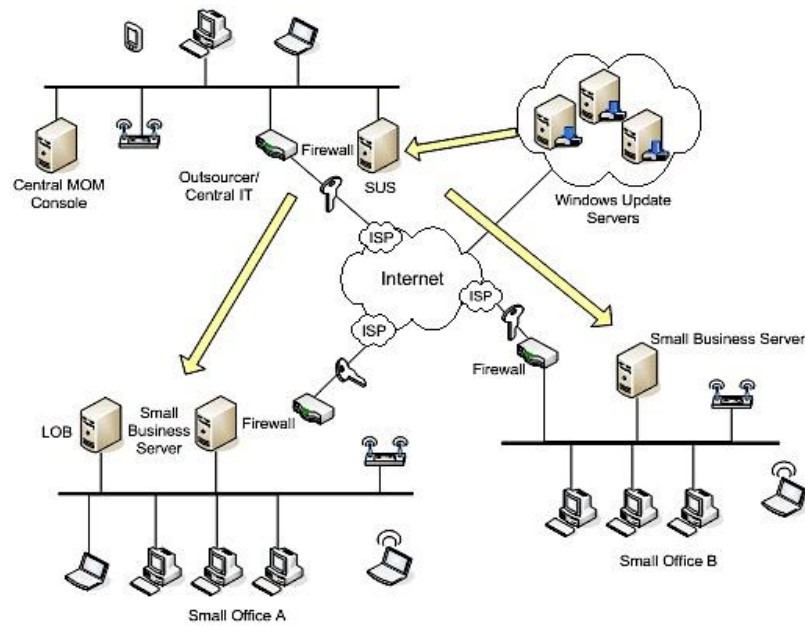 Central MOM
Console
Outsourcer/
Central IT
Firewall
SUS
Windows Update
Servers
ISP
Internet
ISP
ISP
Firewall
Small Business Server
LOB
Small
Business
Server
Firewall
Small Office B
Small Office A